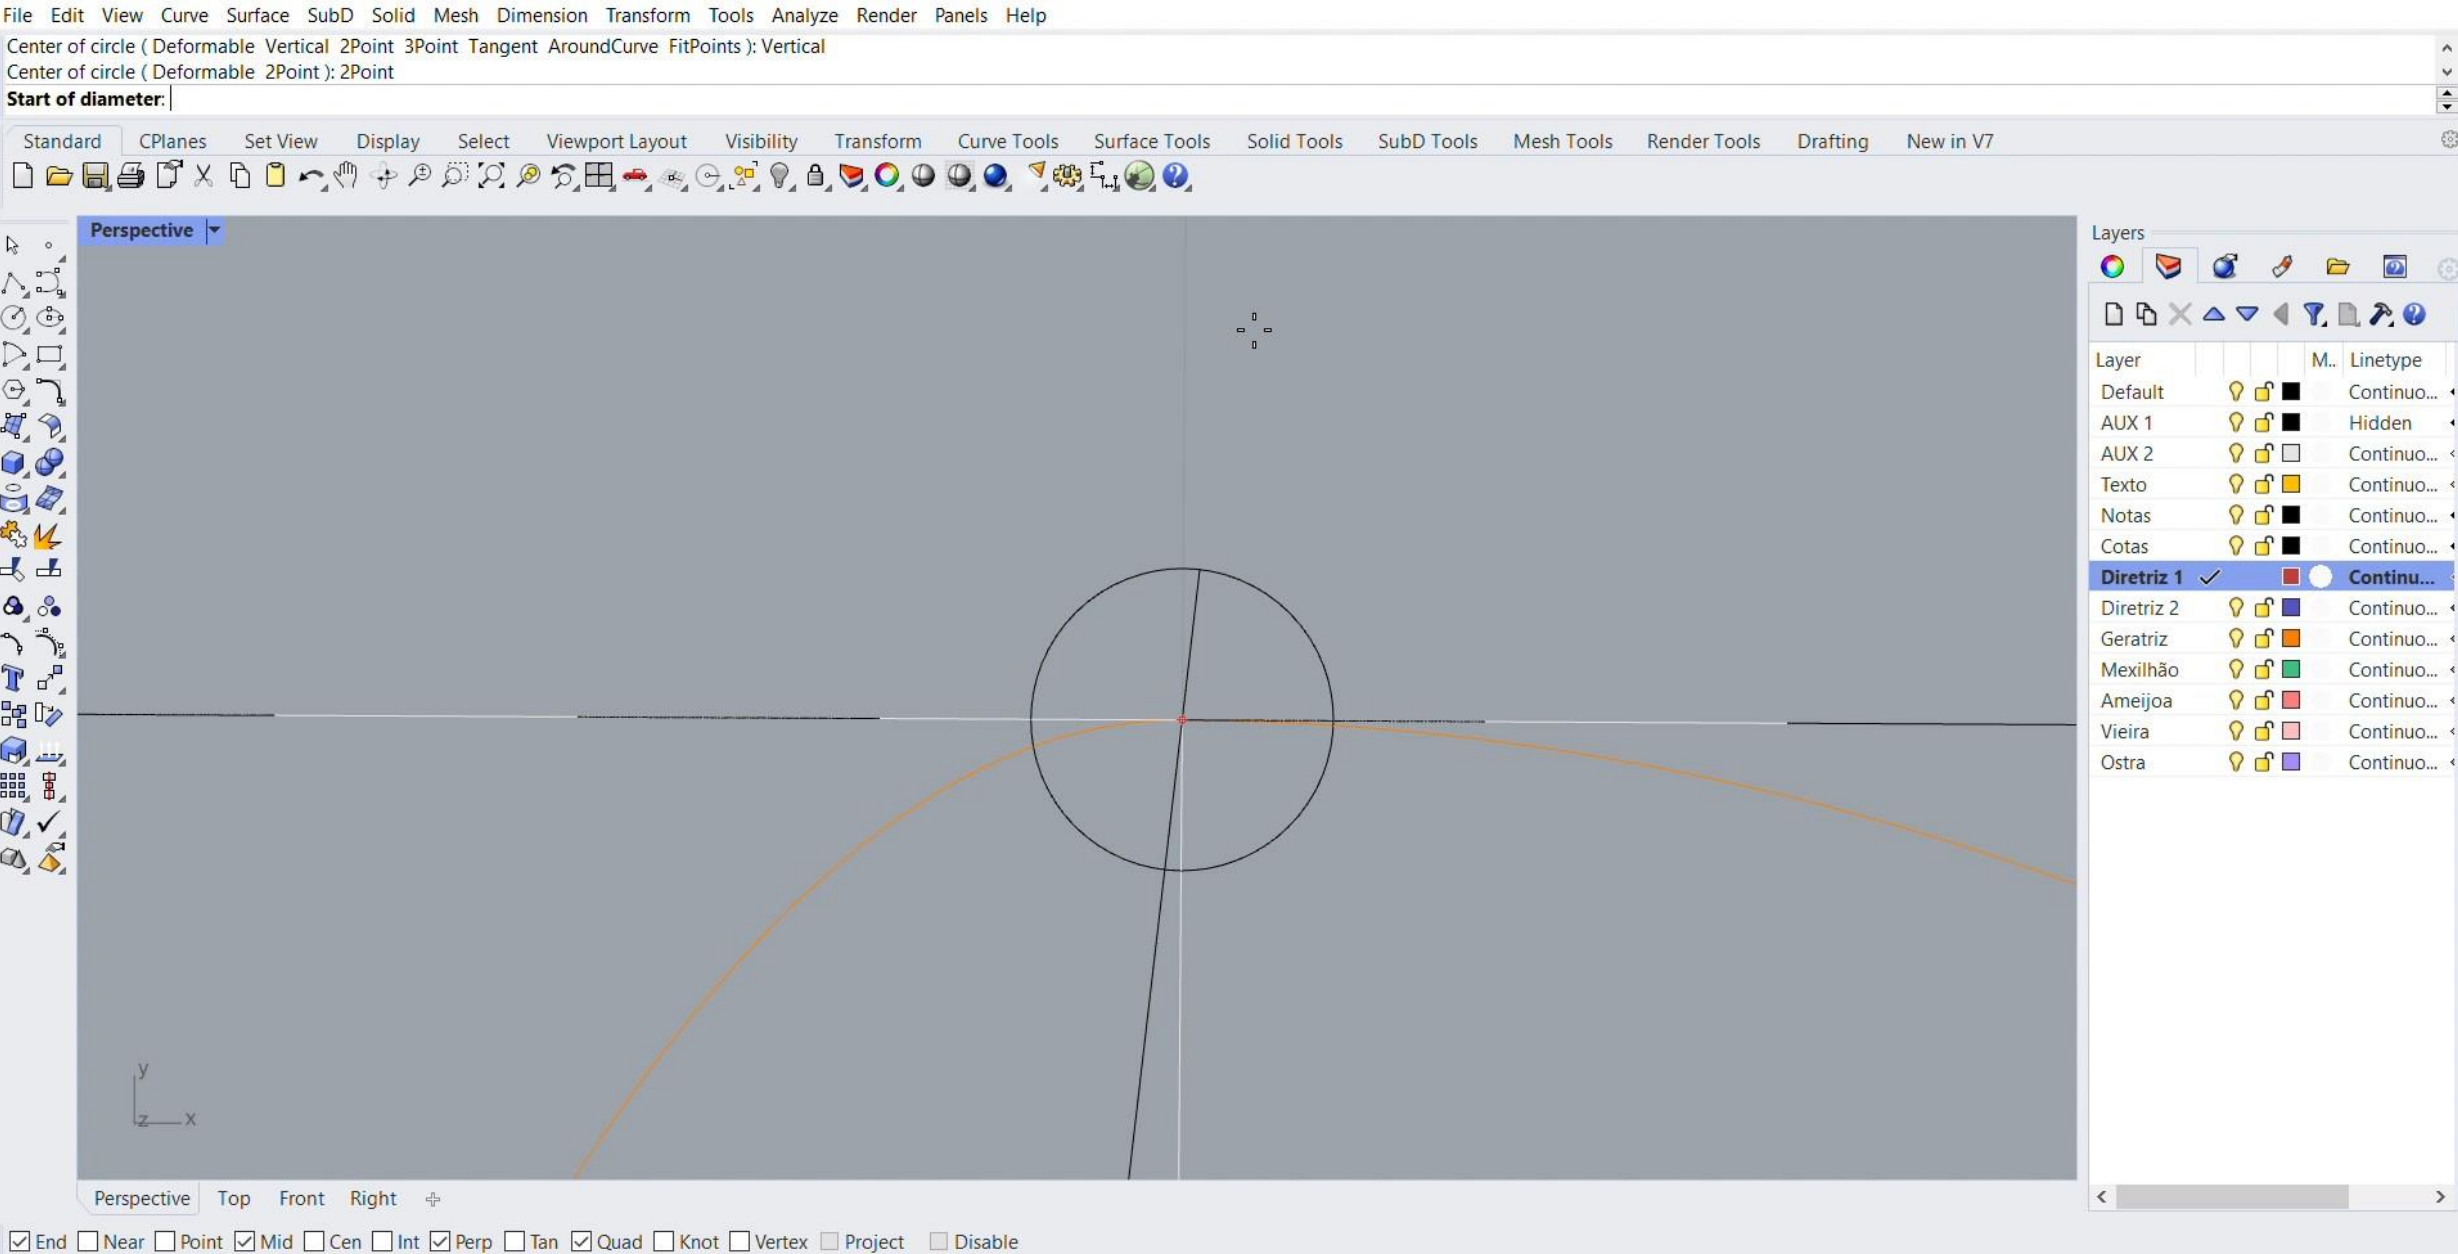 File Edit View Curve Surface SubD Solid Mesh Dimension Transform Tools Analyze Render Panels Help
Center of circle ( Deformable Vertical 2Point 3Point Tangent AroundCurve FitPoints ): Vertical
Center of circle ( Deformable 2Point ): 2Point
Start of diameter:
Standard CPlanes Set View Display Select Viewport Layout Visibility Transform Curve Tools Surface Tools Solid Tools SubD Tools Mesh Tools Render Tools Drafting New in V7
Perspective
Layers
Layer M.. Linetype
Default Continuo...
AUX 1 Hidden
AUX 2 Continuo...
Texto Continuo...
Notas Continuo...
Cotas Continuo...
Diretriz 1 Continu...
Diretriz 2 Continuo...
Geratriz Continuo...
Mexilhão Continuo...
Ameijoa Continuo...
Vieira Continuo...
Ostra Continuo...
y
z x
Perspective Top Front Right
End Near Point Mid Cen Int Perp Tan Quad Knot Vertex Project Disable